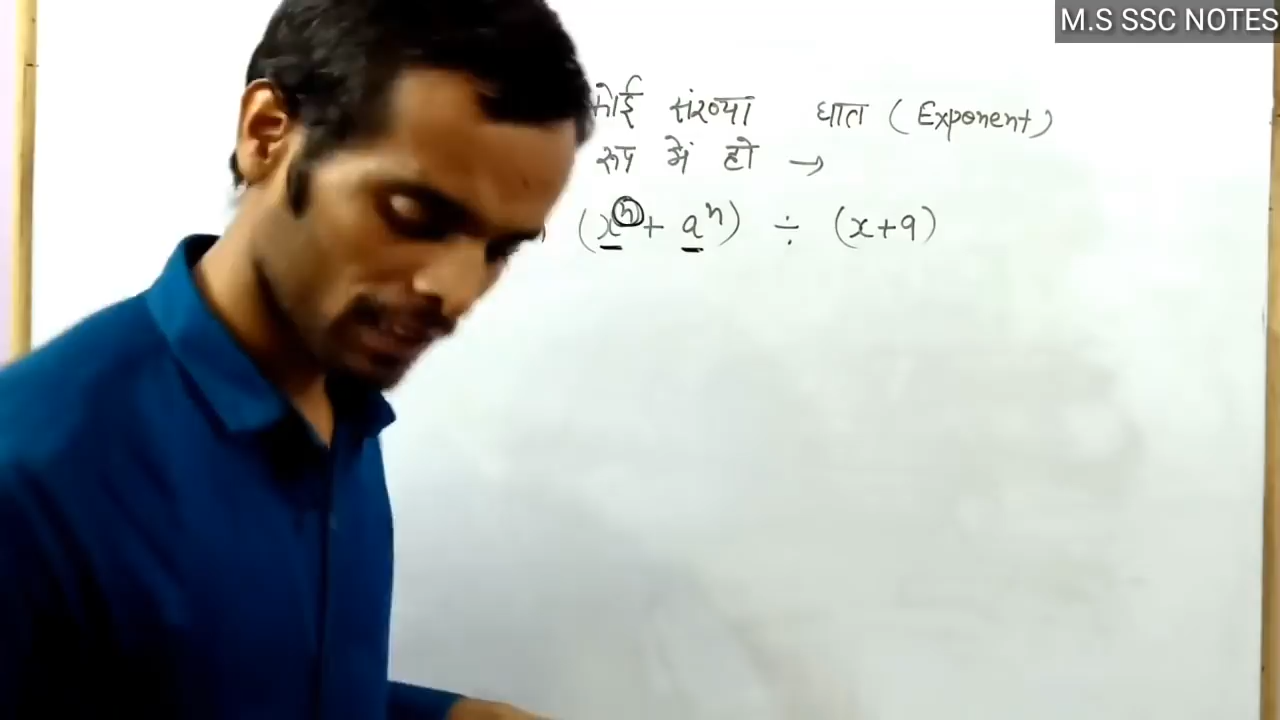 M.S SSC NOTES
कोई संख्या घात (Exponent)
रूप में हो →
(xⁿ + aⁿ) ÷ (x+a)